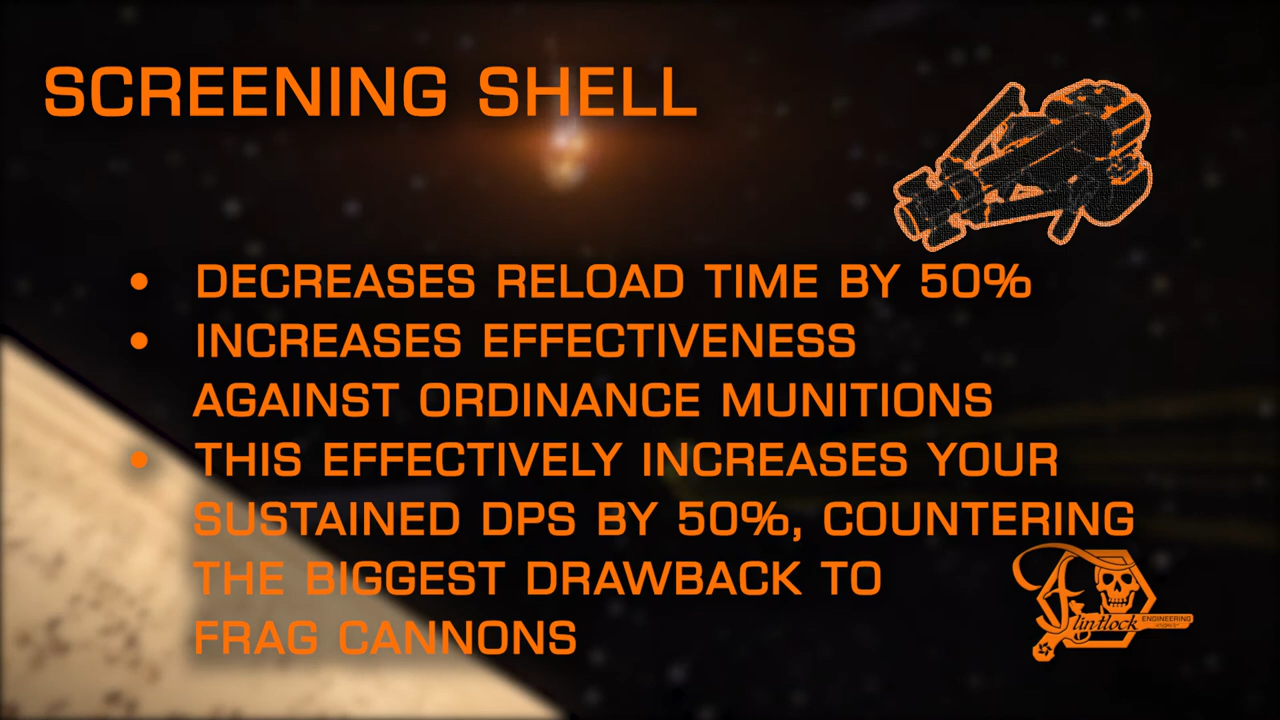 SCREENING SHELL
• DECREASES RELOAD TIME BY 50%
• INCREASES EFFECTIVENESS
AGAINST ORDINANCE MUNITIONS
• THIS EFFECTIVELY INCREASES YOUR
SUSTAINED DPS BY 50%, COUNTERING
THE BIGGEST DRAWBACK TO
FRAG CANNONS
Flintlock ENGINEERING